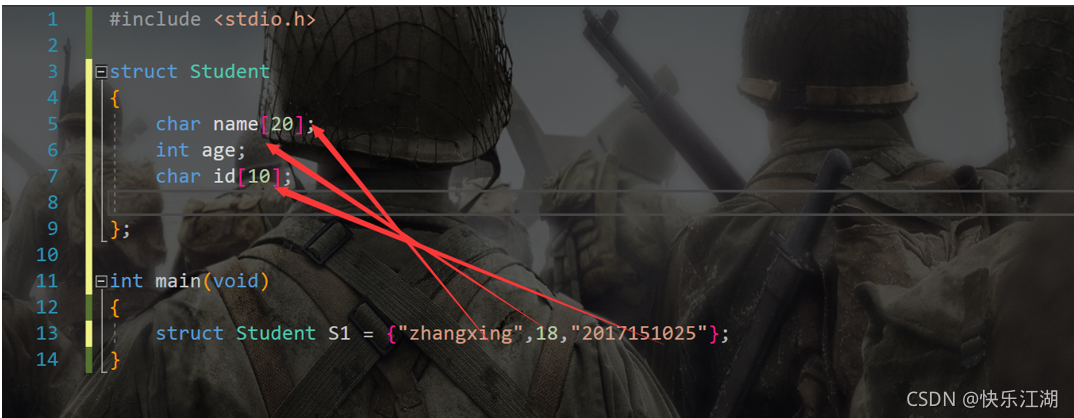 1 #include <stdio.h>
2
3 struct Student
4 {
5 char name[20];
6 int age;
7 char id[10];
8
9 };
10
11 int main(void)
12 {
13 struct Student S1 = {"zhangxing",18,"2017151025"};
14 }
CSDN @快乐江湖